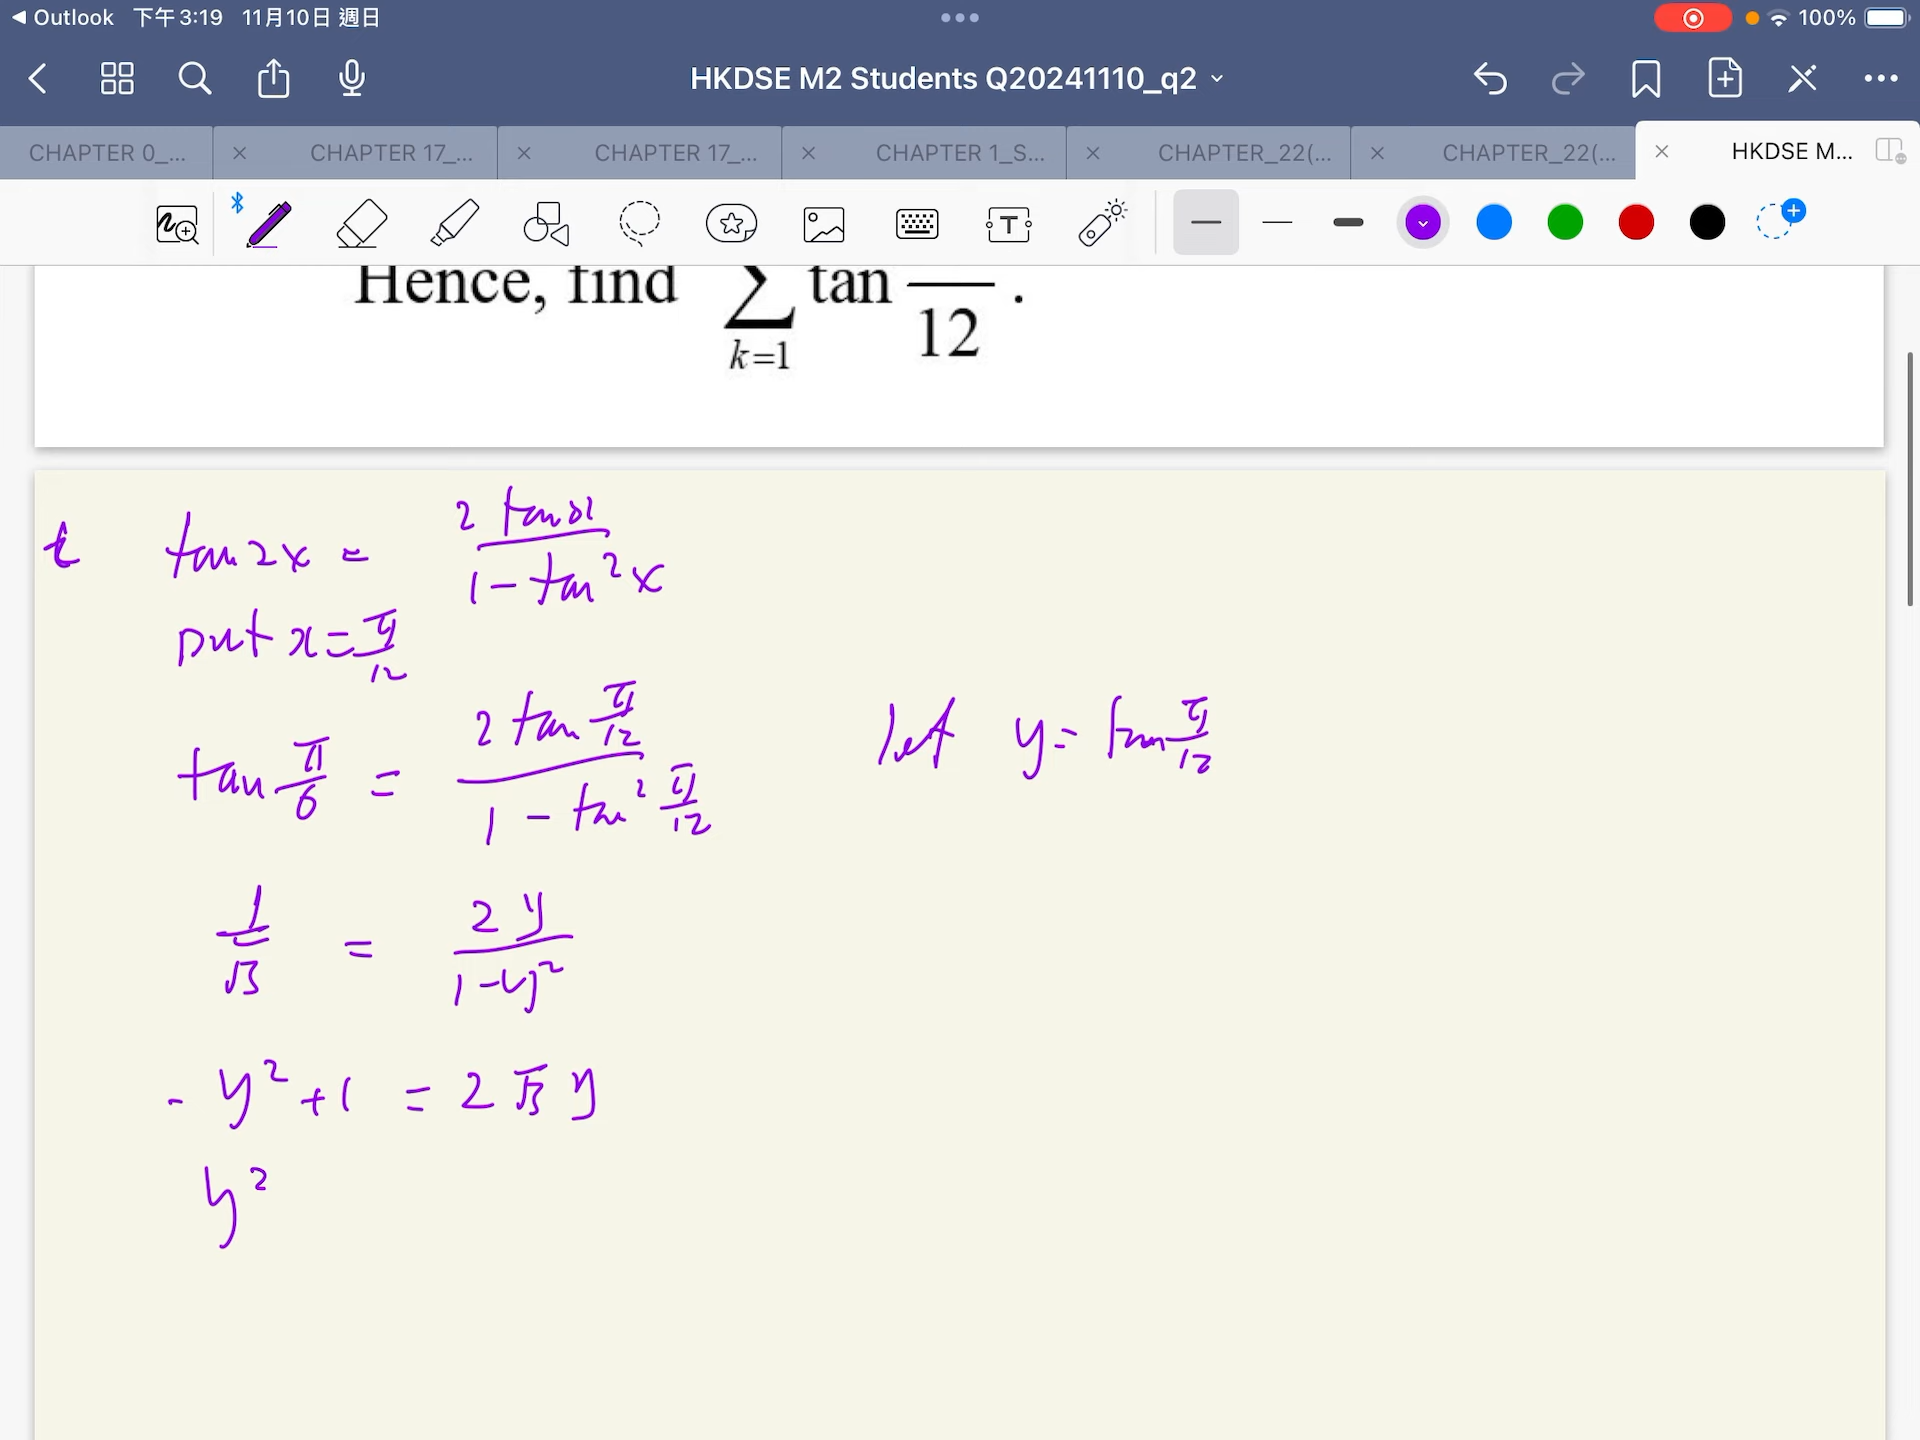 ◀ Outlook 下午3:19 11月10日 週日 100%
HKDSE M2 Students Q20241110_q2
CHAPTER 0_... × CHAPTER 17_... × CHAPTER 17_... × CHAPTER 1_S... × CHAPTER_22(... × CHAPTER_22(... × HKDSE M...
Hence, find ∑ tan —/12 .
k=1
tan 2x = 2 tan x / 1 - tan² x
put x = π/12
tan π/6 = 2 tan π/12 / 1 - tan² π/12 let y = tan π/12
1/√3 = 2y / 1-y²
- y² + 1 = 2√3 y
y²